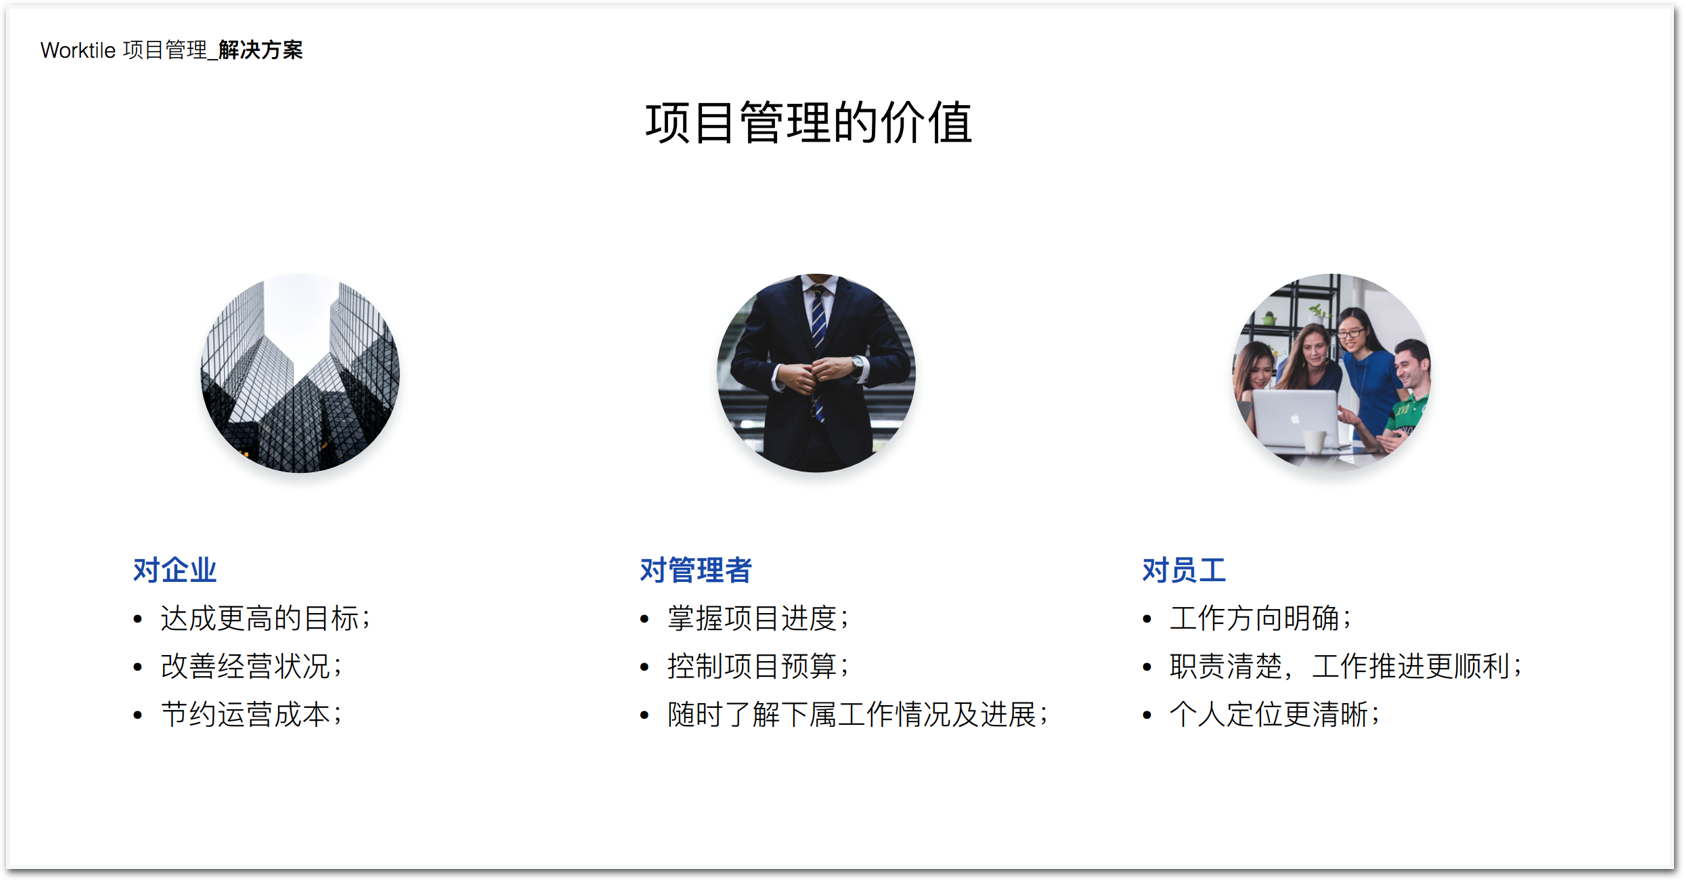 Worktile 项目管理_解决方案
项目管理的价值
对企业
• 达成更高的目标；
• 改善经营状况；
• 节约运营成本；
对管理者
• 掌握项目进度；
• 控制项目预算；
• 随时了解下属工作情况及进展；
对员工
• 工作方向明确；
• 职责清楚，工作推进更顺利；
• 个人定位更清晰；